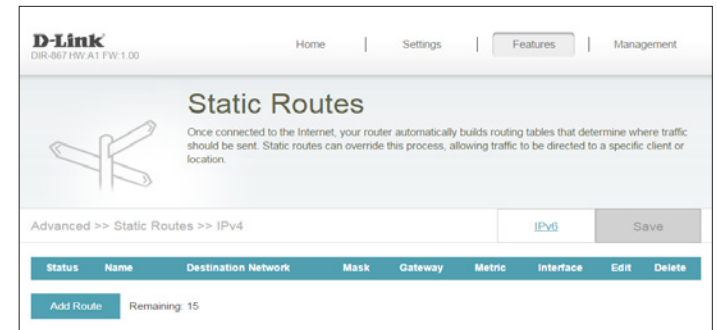 D-Link
DIR-867 HW:A1 FW:1.00
Home | Settings | Features | Management
Static Routes
Once connected to the Internet, your router automatically builds routing tables that determine where traffic
should be sent. Static routes can override this process, allowing traffic to be directed to a specific client or
location.
Advanced >> Static Routes >> IPv4
IPv6
Save
Status Name Destination Network Mask Gateway Metric Interface Edit Delete
Add Route Remaining: 15